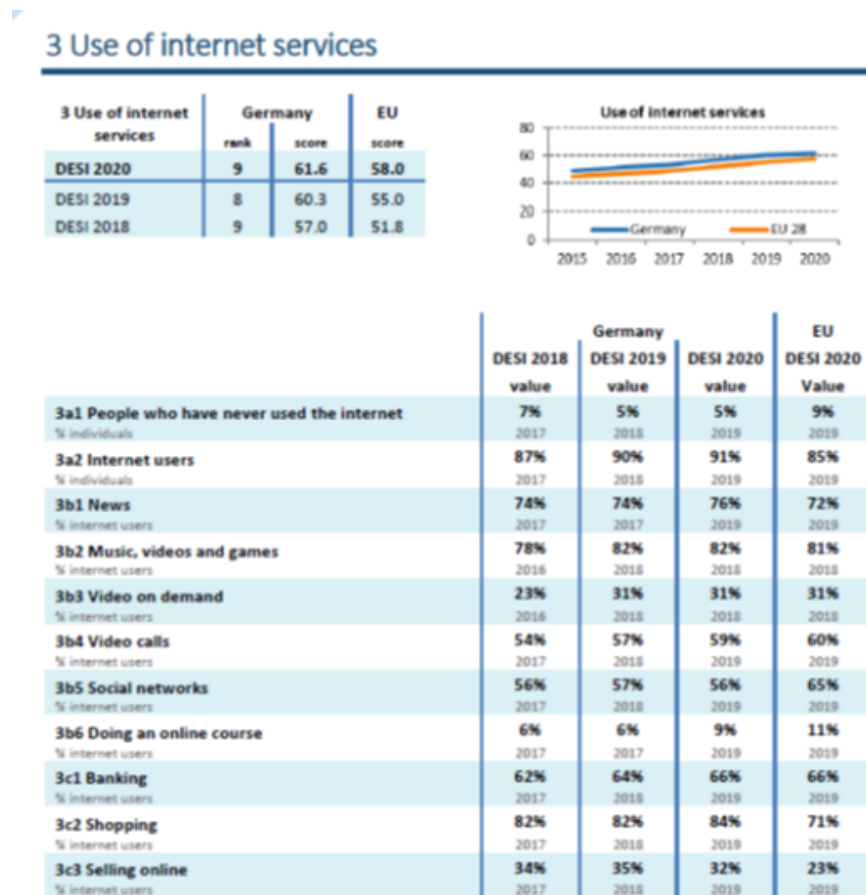 3 Use of internet services
3 Use of internet Germany EU
services rank score score
DESI 2020 9 61.6 58.0
DESI 2019 8 60.3 55.0
DESI 2018 9 57.0 51.8
Use of internet services
80
60
40
20
0
Germany EU 28
2015 2016 2017 2018 2019 2020
Germany EU
DESI 2018 DESI 2019 DESI 2020 DESI 2020
value value value Value
3a1 People who have never used the internet 7% 5% 5% 9%
% individuals 2017 2018 2019 2019
3a2 Internet users 87% 90% 91% 85%
% individuals 2017 2018 2019 2019
3b1 News 74% 74% 76% 72%
% internet users 2017 2017 2019 2019
3b2 Music, videos and games 78% 82% 82% 81%
% internet users 2016 2018 2018 2018
3b3 Video on demand 23% 31% 31% 31%
% internet users 2016 2018 2018 2018
3b4 Video calls 54% 57% 59% 60%
% internet users 2017 2018 2019 2019
3b5 Social networks 56% 57% 56% 65%
% internet users 2017 2018 2019 2019
3b6 Doing an online course 6% 6% 9% 11%
% internet users 2017 2017 2019 2019
3c1 Banking 62% 64% 66% 66%
% internet users 2017 2018 2019 2019
3c2 Shopping 82% 82% 84% 71%
% internet users 2017 2018 2019 2019
3c3 Selling online 34% 35% 32% 23%
% internet users 2017 2018 2019 2019